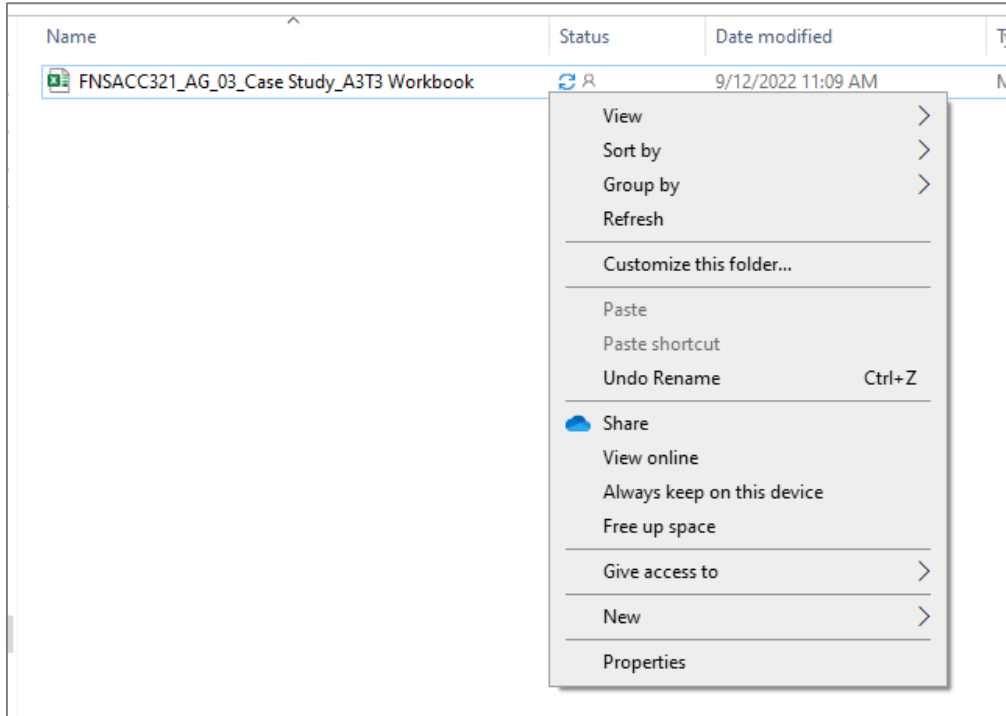 Name Status Date modified
FNSACC321_AG_03_Case Study_A3T3 Workbook 9/12/2022 11:09 AM
View
Sort by
Group by
Refresh
Customize this folder...
Paste
Paste shortcut
Undo Rename Ctrl+Z
Share
View online
Always keep on this device
Free up space
Give access to
New
Properties